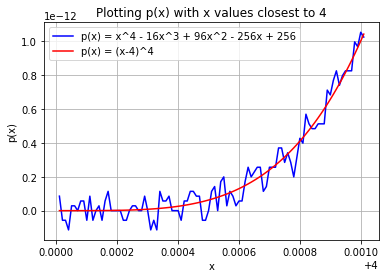 Plotting p(x) with x values closest to 4
1e−12
p(x) = x^4 - 16x^3 + 96x^2 - 256x + 256
p(x) = (x-4)^4
1.0
0.8
0.6
0.4
0.2
0.0
p(x)
0.0000 0.0002 0.0004 0.0006 0.0008 0.0010
+4
x